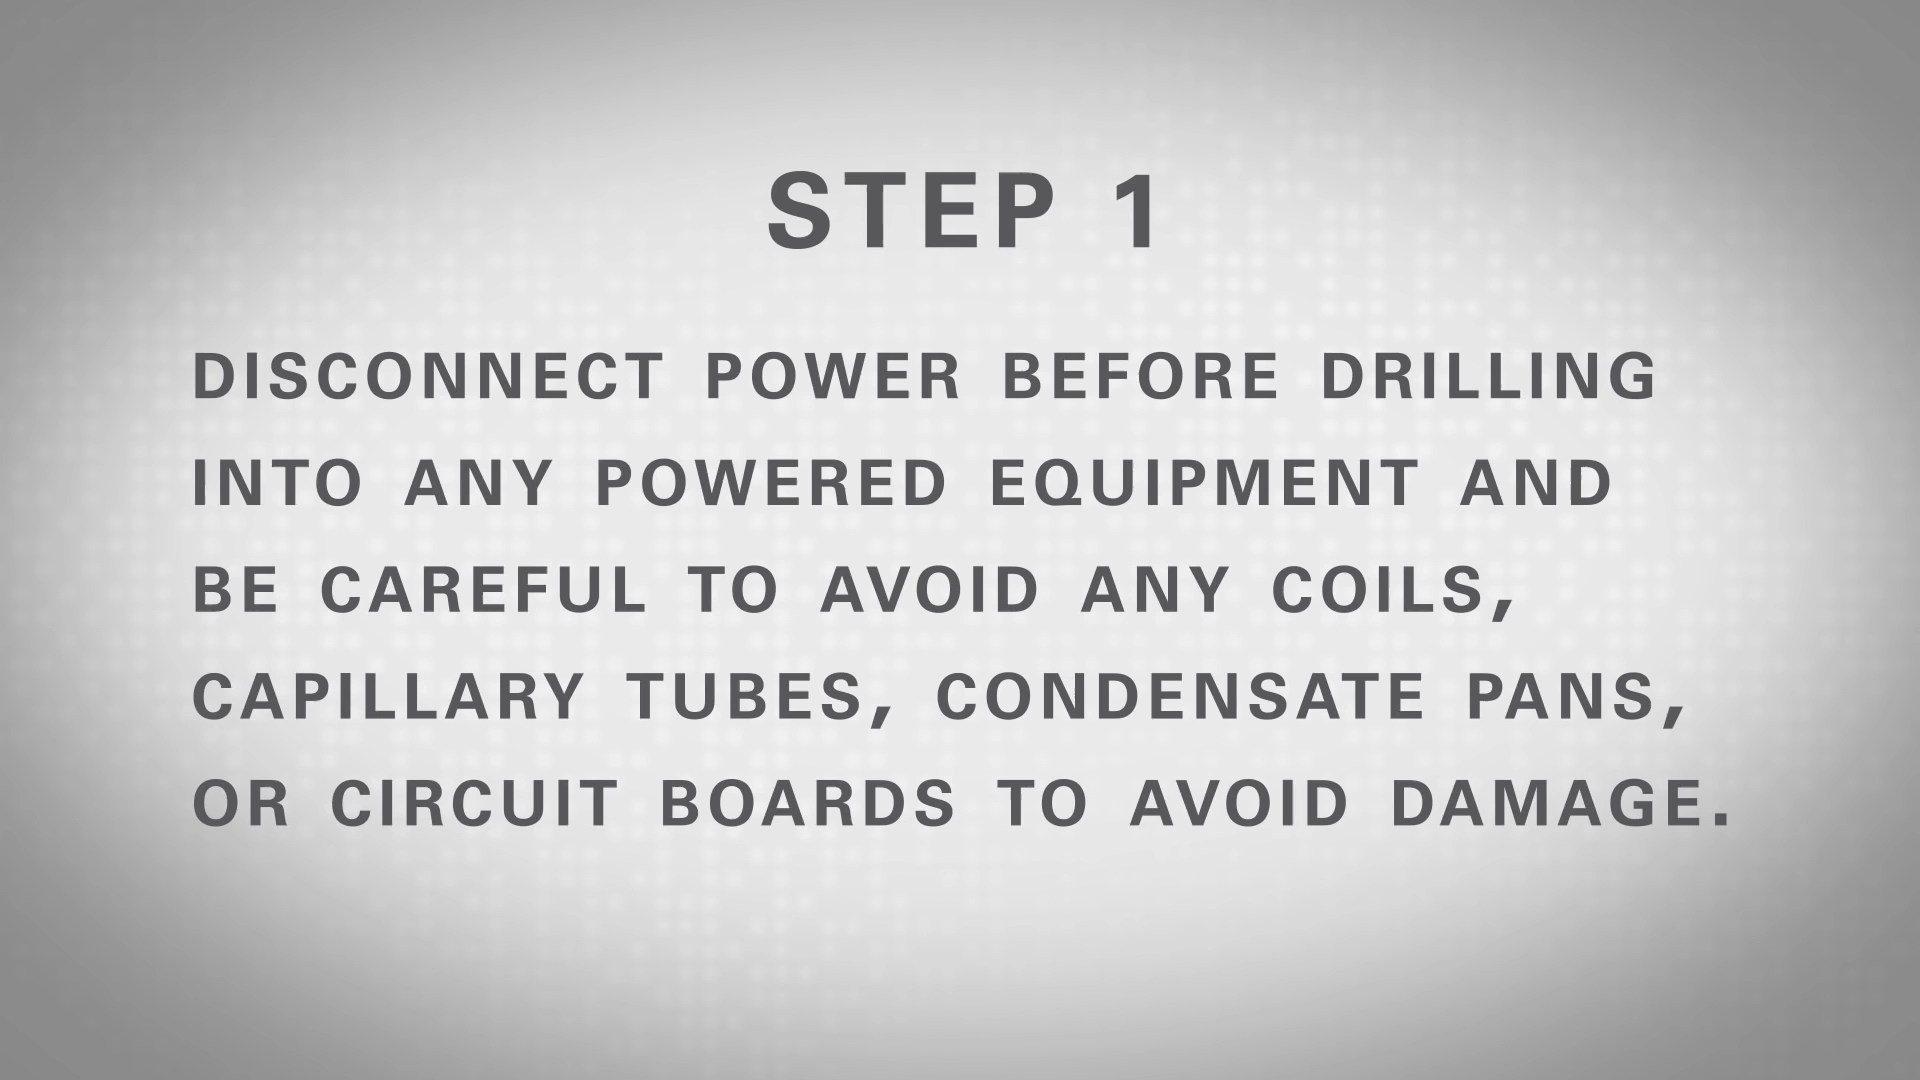 STEP 1
DISCONNECT POWER BEFORE DRILLING
INTO ANY POWERED EQUIPMENT AND
BE CAREFUL TO AVOID ANY COILS,
CAPILLARY TUBES, CONDENSATE PANS,
OR CIRCUIT BOARDS TO AVOID DAMAGE.